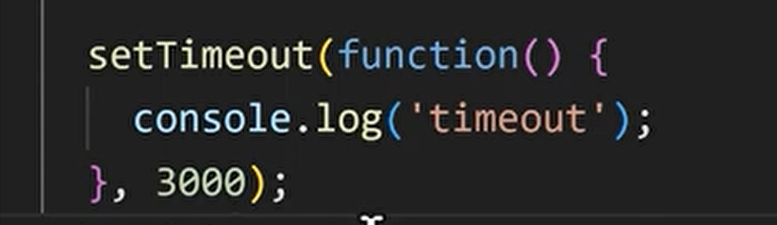 setTimeout(function() {
  console.log('timeout');
}, 3000);